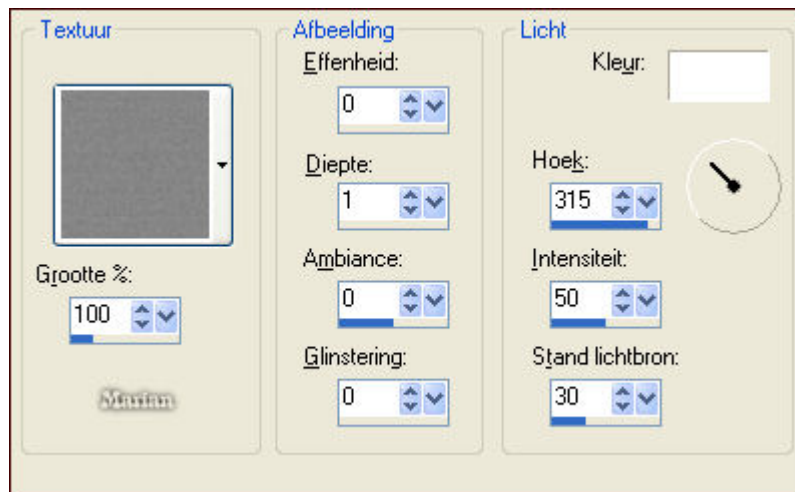 Textuur
Grootte %:
100
Marian
Afbeelding
Effenheid:
0
Diepte:
1
Ambiance:
0
Glinstering:
0
Licht
Kleur:
Hoek:
315
Intensiteit:
50
Stand lichtbron:
30